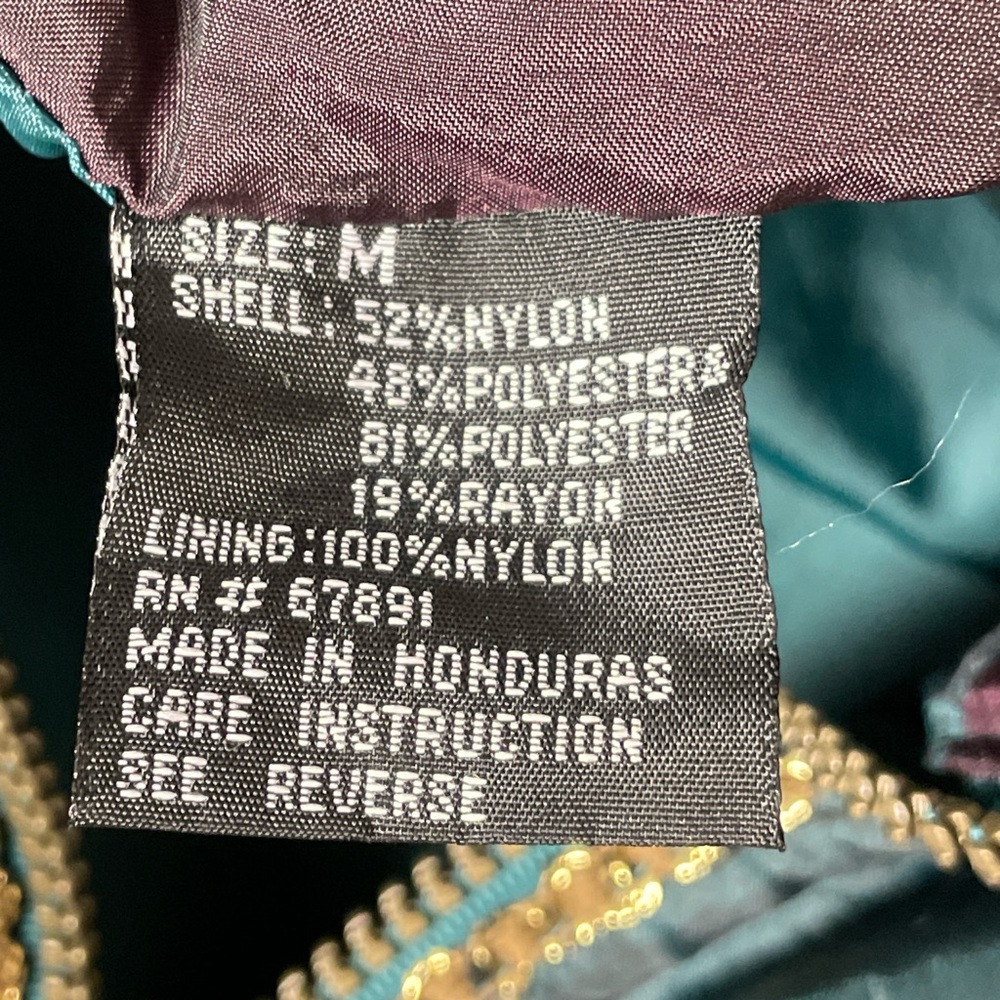 SIZE: M
SHELL: 52%NYLON
48%POLYESTER&
81%POLYESTER
19%RAYON
LINING:100%NYLON
RN # 67891
MADE IN HONDURAS
CARE INSTRUCTION
SEE REVERSE